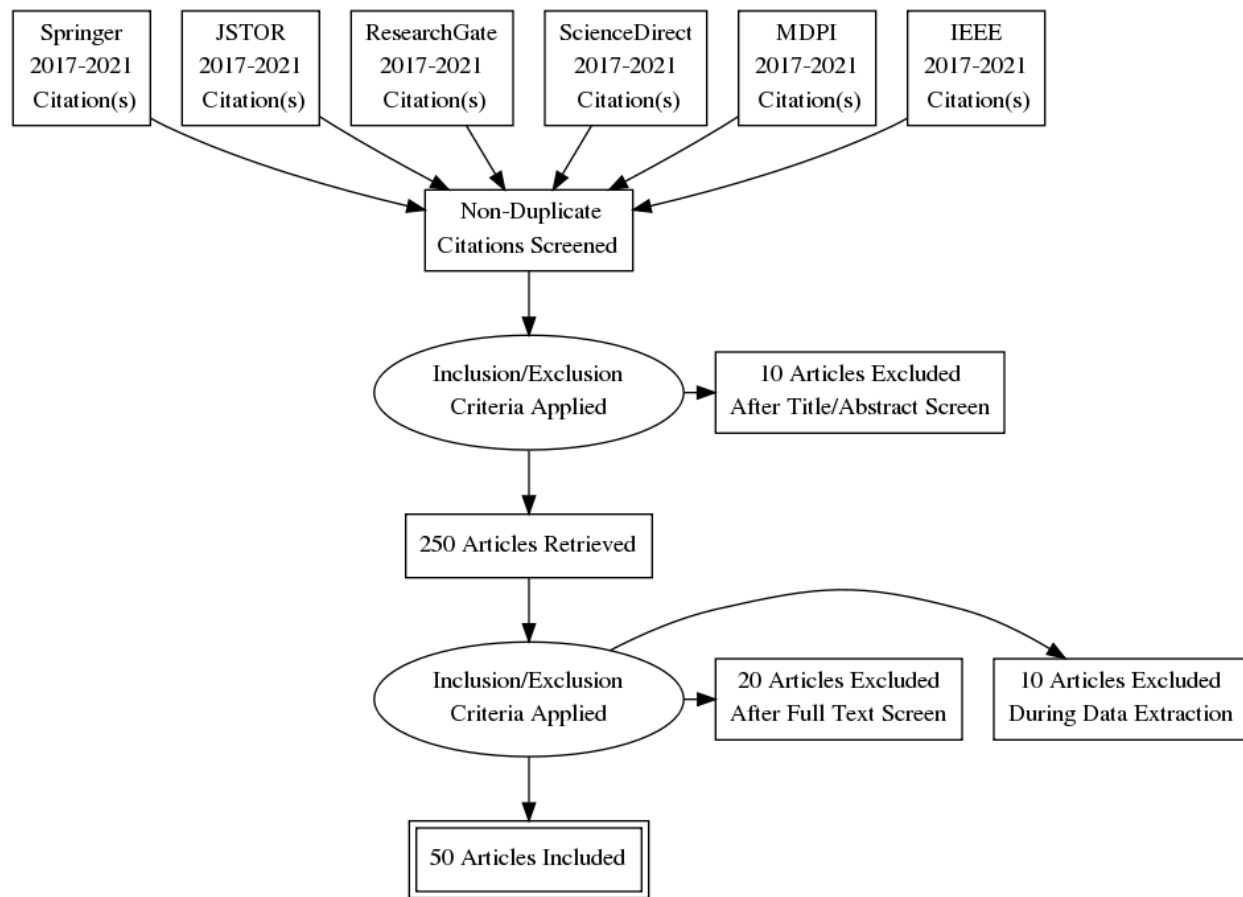 Springer
2017-2021
Citation(s)
JSTOR
2017-2021
Citation(s)
ResearchGate
2017-2021
Citation(s)
ScienceDirect
2017-2021
Citation(s)
MDPI
2017-2021
Citation(s)
IEEE
2017-2021
Citation(s)
Non-Duplicate
Citations Screened
Inclusion/Exclusion
Criteria Applied
10 Articles Excluded
After Title/Abstract Screen
250 Articles Retrieved
Inclusion/Exclusion
Criteria Applied
20 Articles Excluded
After Full Text Screen
10 Articles Excluded
During Data Extraction
50 Articles Included